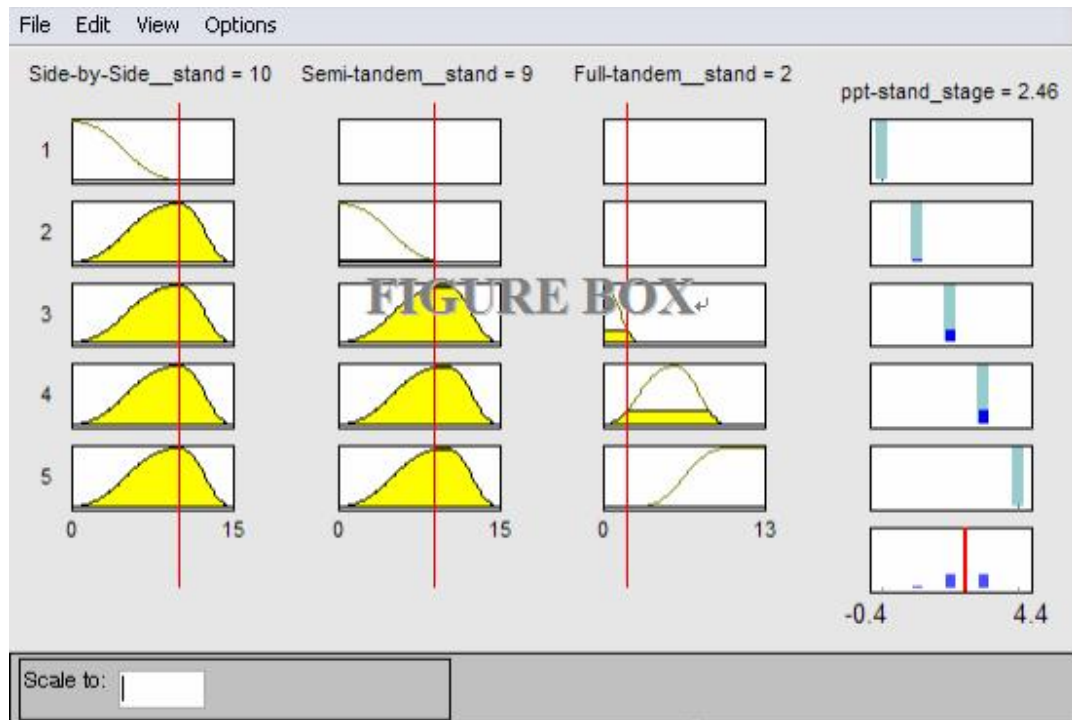 File Edit View Options
Side-by-Side__stand = 10 Semi-tandem__stand = 9 Full-tandem__stand = 2 ppt-stand_stage = 2.46
1
2
3
FIGURE BOX
4
5
0 15 0 15 0 13
-0.4 4.4
Scale to: